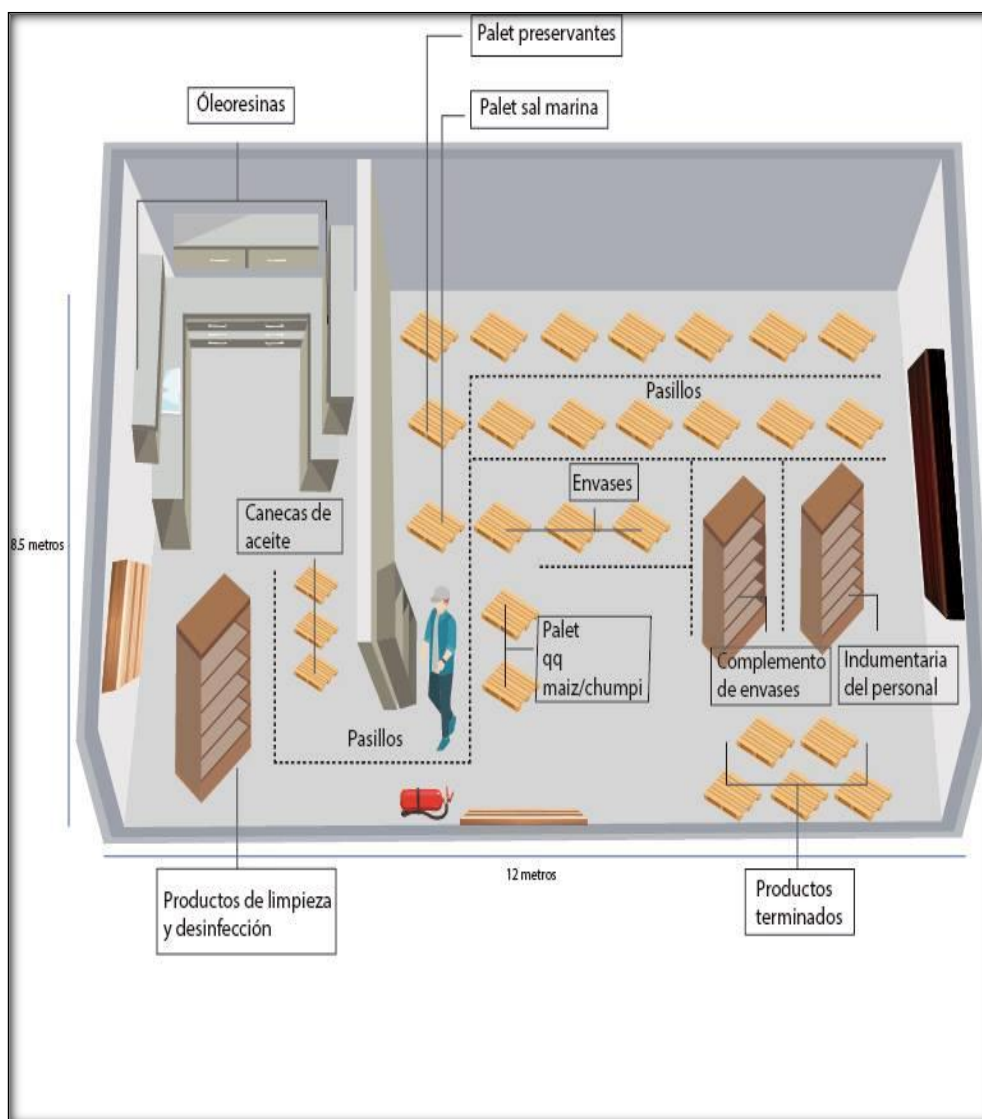 Palet preservantes
Óleoresinas
Palet sal marina
Pasillos
Envases
Canecas de
aceite
8.5 metros
Palet
qq
maiz/chumpi
Complemento
de envases
Indumentaria
del personal
Pasillos
12 metros
Productos de limpieza
y desinfección
Productos
terminados